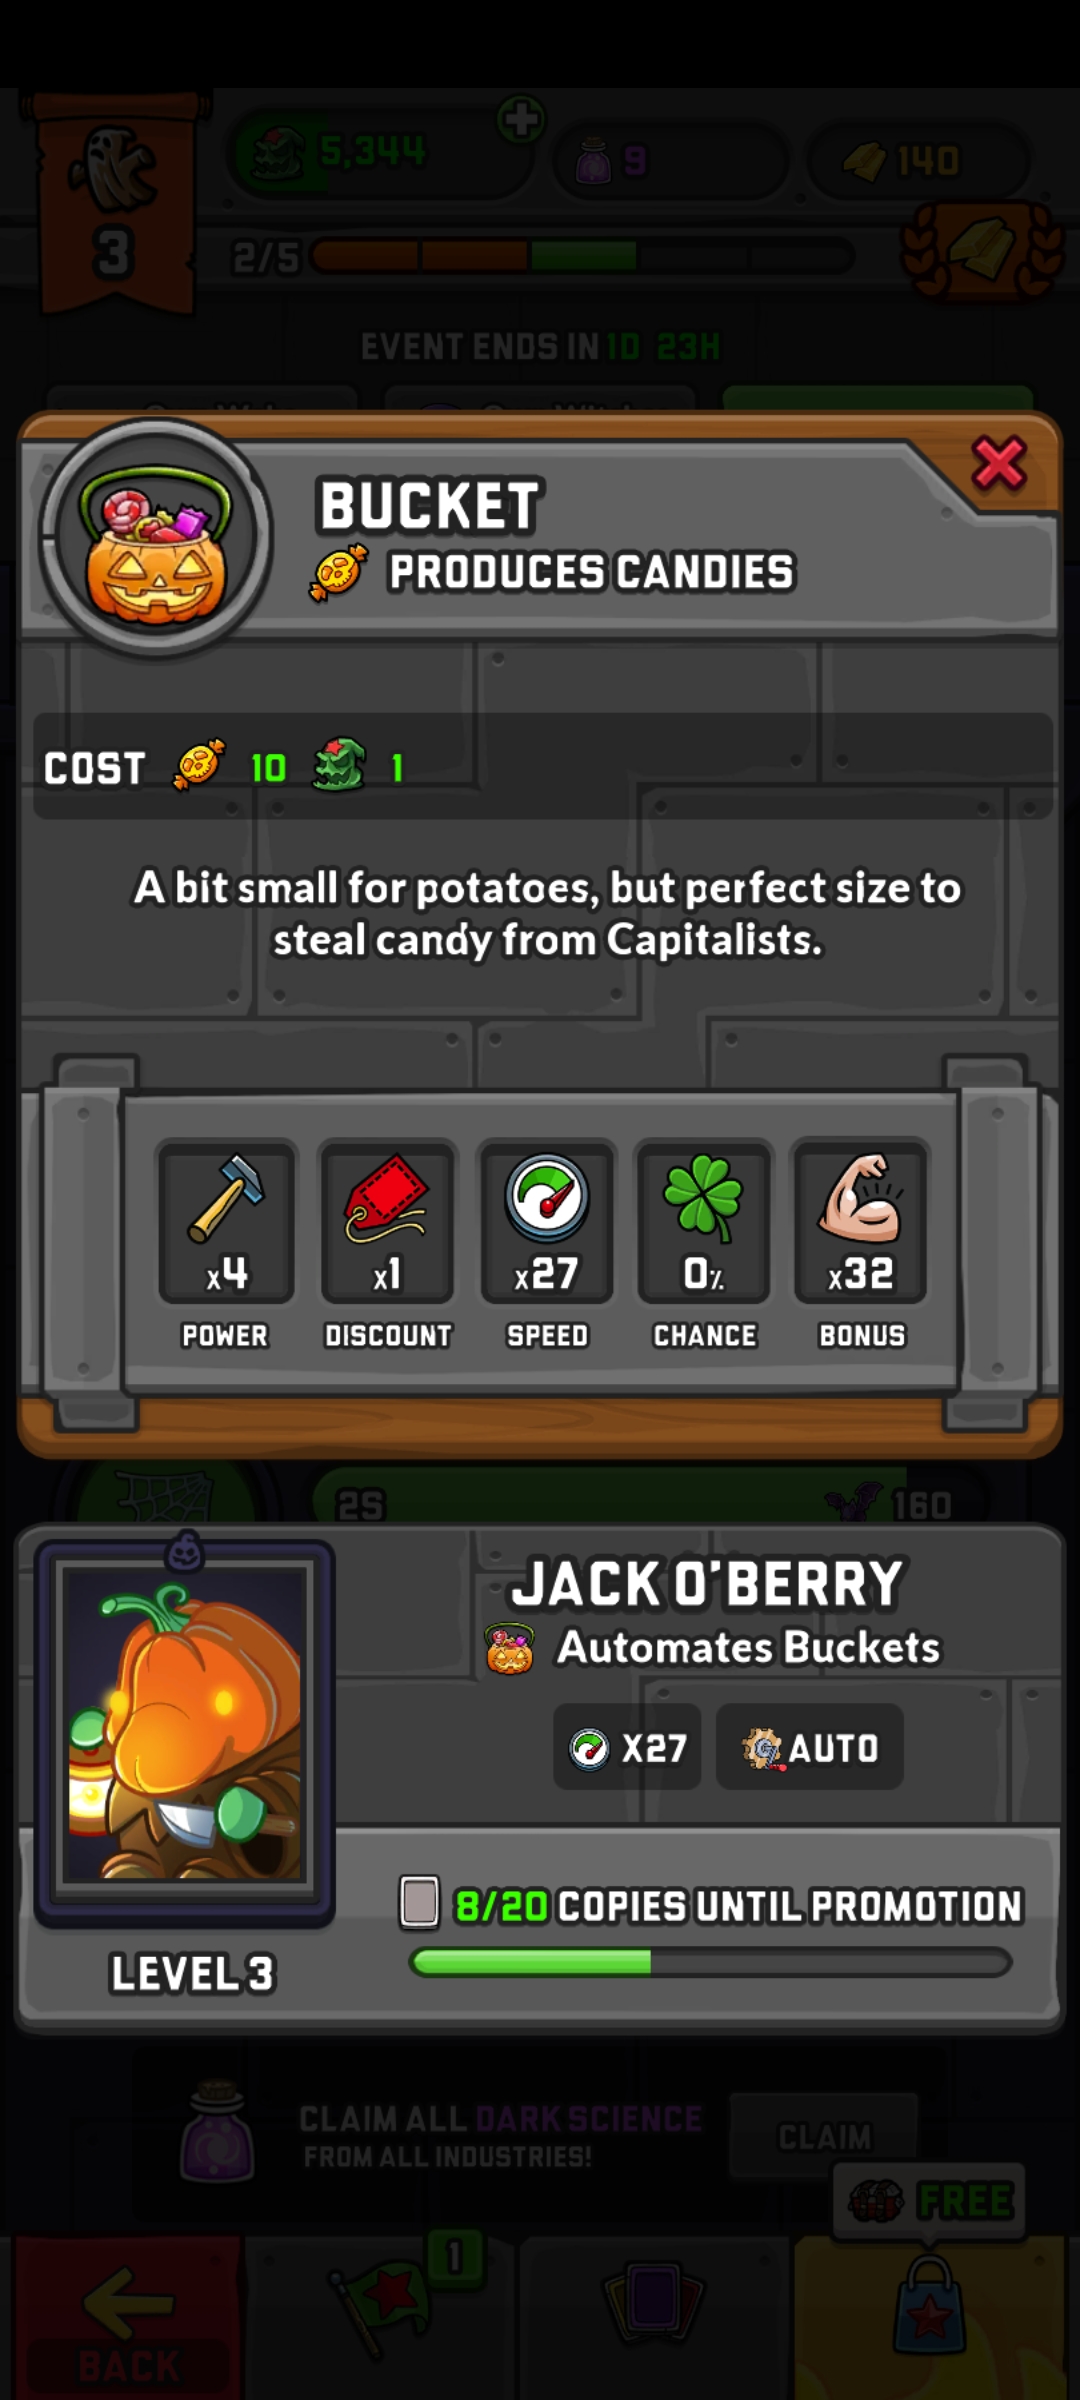 5,344
9
140
3
2/5
EVENT ENDS IN 1D 23H
BUCKET
PRODUCES CANDIES
COST 10 1
A bit small for potatoes, but perfect size to
steal candy from Capitalists.
x4 x1 x27 0% x32
POWER DISCOUNT SPEED CHANCE BONUS
2S 160
JACK O'BERRY
Automates Buckets
X27 AUTO
8/20 COPIES UNTIL PROMOTION
LEVEL 3
CLAIM ALL DARK SCIENCE
FROM ALL INDUSTRIES!
CLAIM
FREE
1
BACK